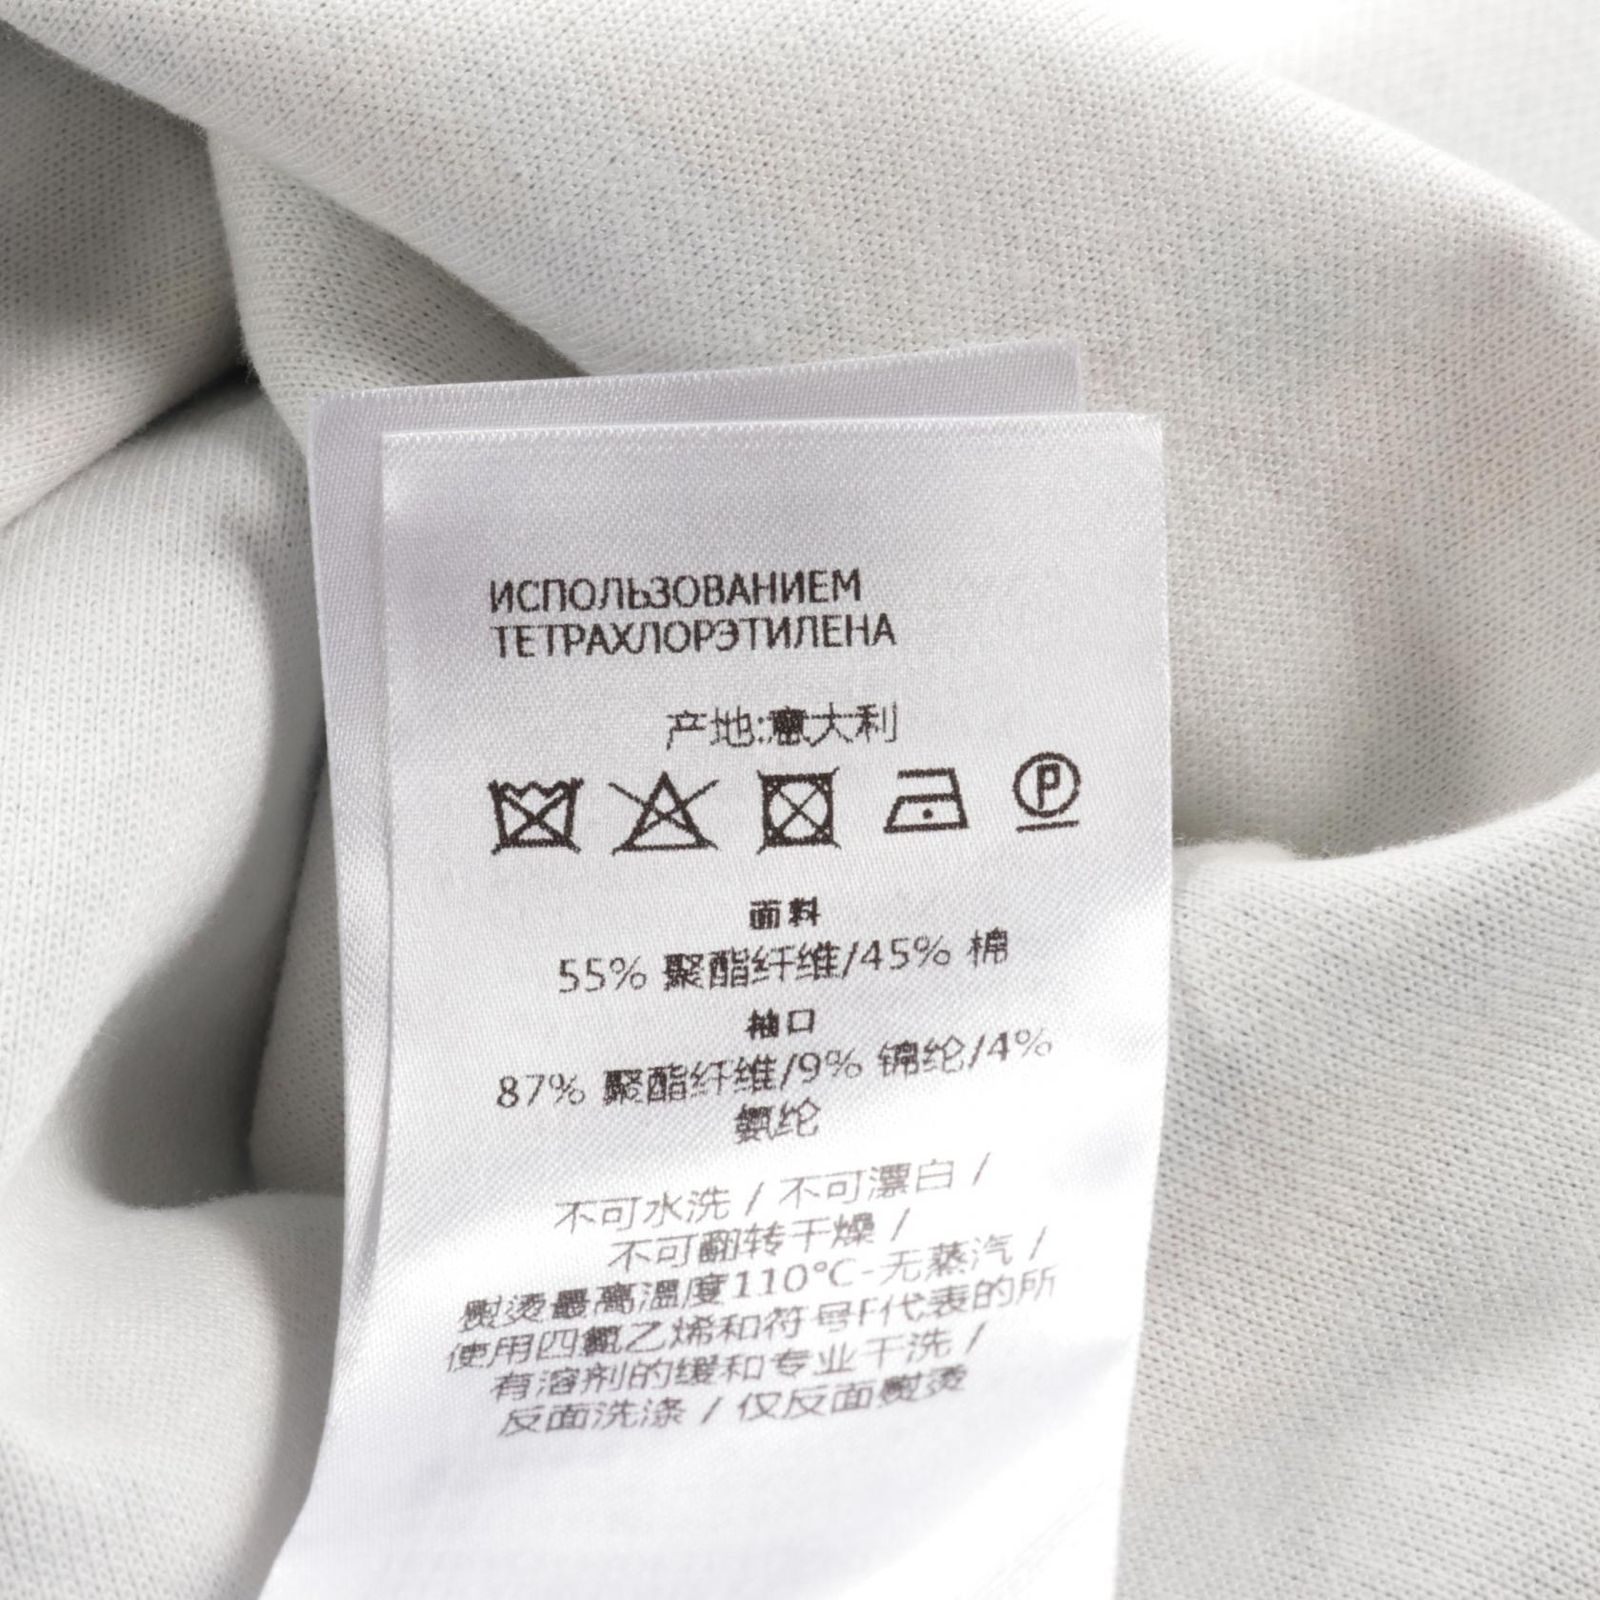 ИСПОЛЬЗОВАНИЕМ
ТЕТРАХЛОРЭТИЛЕНА
产地:意大利
P
面料
55% 聚酯纤维/45% 棉
袖口
87% 聚酯纤维/9% 锦纶/4%
氨纶
不可水洗 / 不可漂白 /
不可翻转干燥 /
熨烫最高温度110°C-无蒸汽 /
使用四氯乙烯和符号F代表的所
有溶剂的缓和专业干洗 /
反面洗涤 / 仅反面熨烫